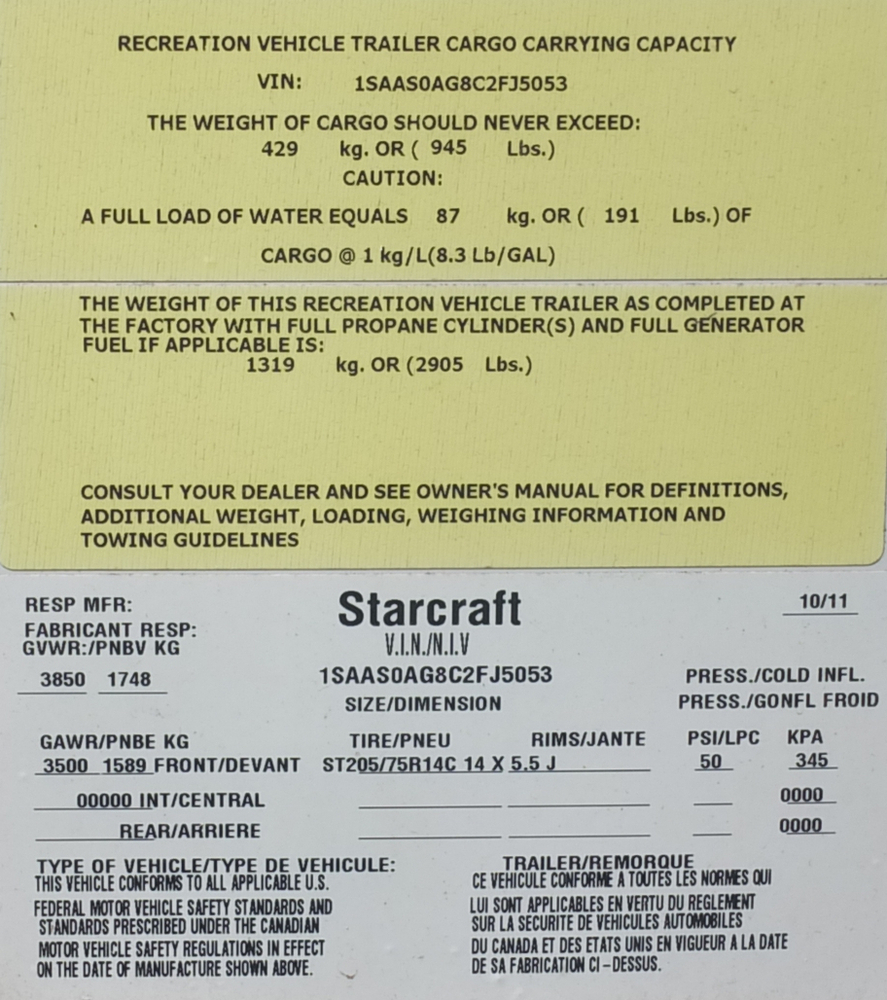 RECREATION VEHICLE TRAILER CARGO CARRYING CAPACITY
VIN: 1SAAS0AG8C2FJ5053
THE WEIGHT OF CARGO SHOULD NEVER EXCEED:
429 kg. OR ( 945 Lbs.)
CAUTION:
A FULL LOAD OF WATER EQUALS 87 kg. OR ( 191 Lbs.) OF
CARGO @ 1 kg/L(8.3 Lb/GAL)
THE WEIGHT OF THIS RECREATION VEHICLE TRAILER AS COMPLETED AT
THE FACTORY WITH FULL PROPANE CYLINDER(S) AND FULL GENERATOR
FUEL IF APPLICABLE IS:
1319 kg. OR (2905 Lbs.)
CONSULT YOUR DEALER AND SEE OWNER'S MANUAL FOR DEFINITIONS,
ADDITIONAL WEIGHT, LOADING, WEIGHING INFORMATION AND
TOWING GUIDELINES
RESP MFR: Starcraft 10/11
FABRICANT RESP:
GVWR:/PNBV KG V.I.N./N.I.V
3850 1748 1SAAS0AG8C2FJ5053 PRESS./COLD INFL.
SIZE/DIMENSION PRESS./GONFL FROID
GAWR/PNBE KG TIRE/PNEU RIMS/JANTE PSI/LPC KPA
3500 1589 FRONT/DEVANT ST205/75R14C 14 X 5.5 J 50 345
00000 INT/CENTRAL 0000
REAR/ARRIERE 0000
TYPE OF VEHICLE/TYPE DE VEHICULE: TRAILER/REMORQUE
THIS VEHICLE CONFORMS TO ALL APPLICABLE U.S.
FEDERAL MOTOR VEHICLE SAFETY STANDARDS AND
STANDARDS PRESCRIBED UNDER THE CANADIAN
MOTOR VEHICLE SAFETY REGULATIONS IN EFFECT
ON THE DATE OF MANUFACTURE SHOWN ABOVE.
CE VEHICULE CONFORME A TOUTES LES NORMES QUI
LUI SONT APPLICABLES EN VERTU DU REGLEMENT
SUR LA SECURITE DE VEHICULES AUTOMOBILES
DU CANADA ET DES ETATS UNIS EN VIGUEUR A LA DATE
DE SA FABRICATION CI-DESSUS.